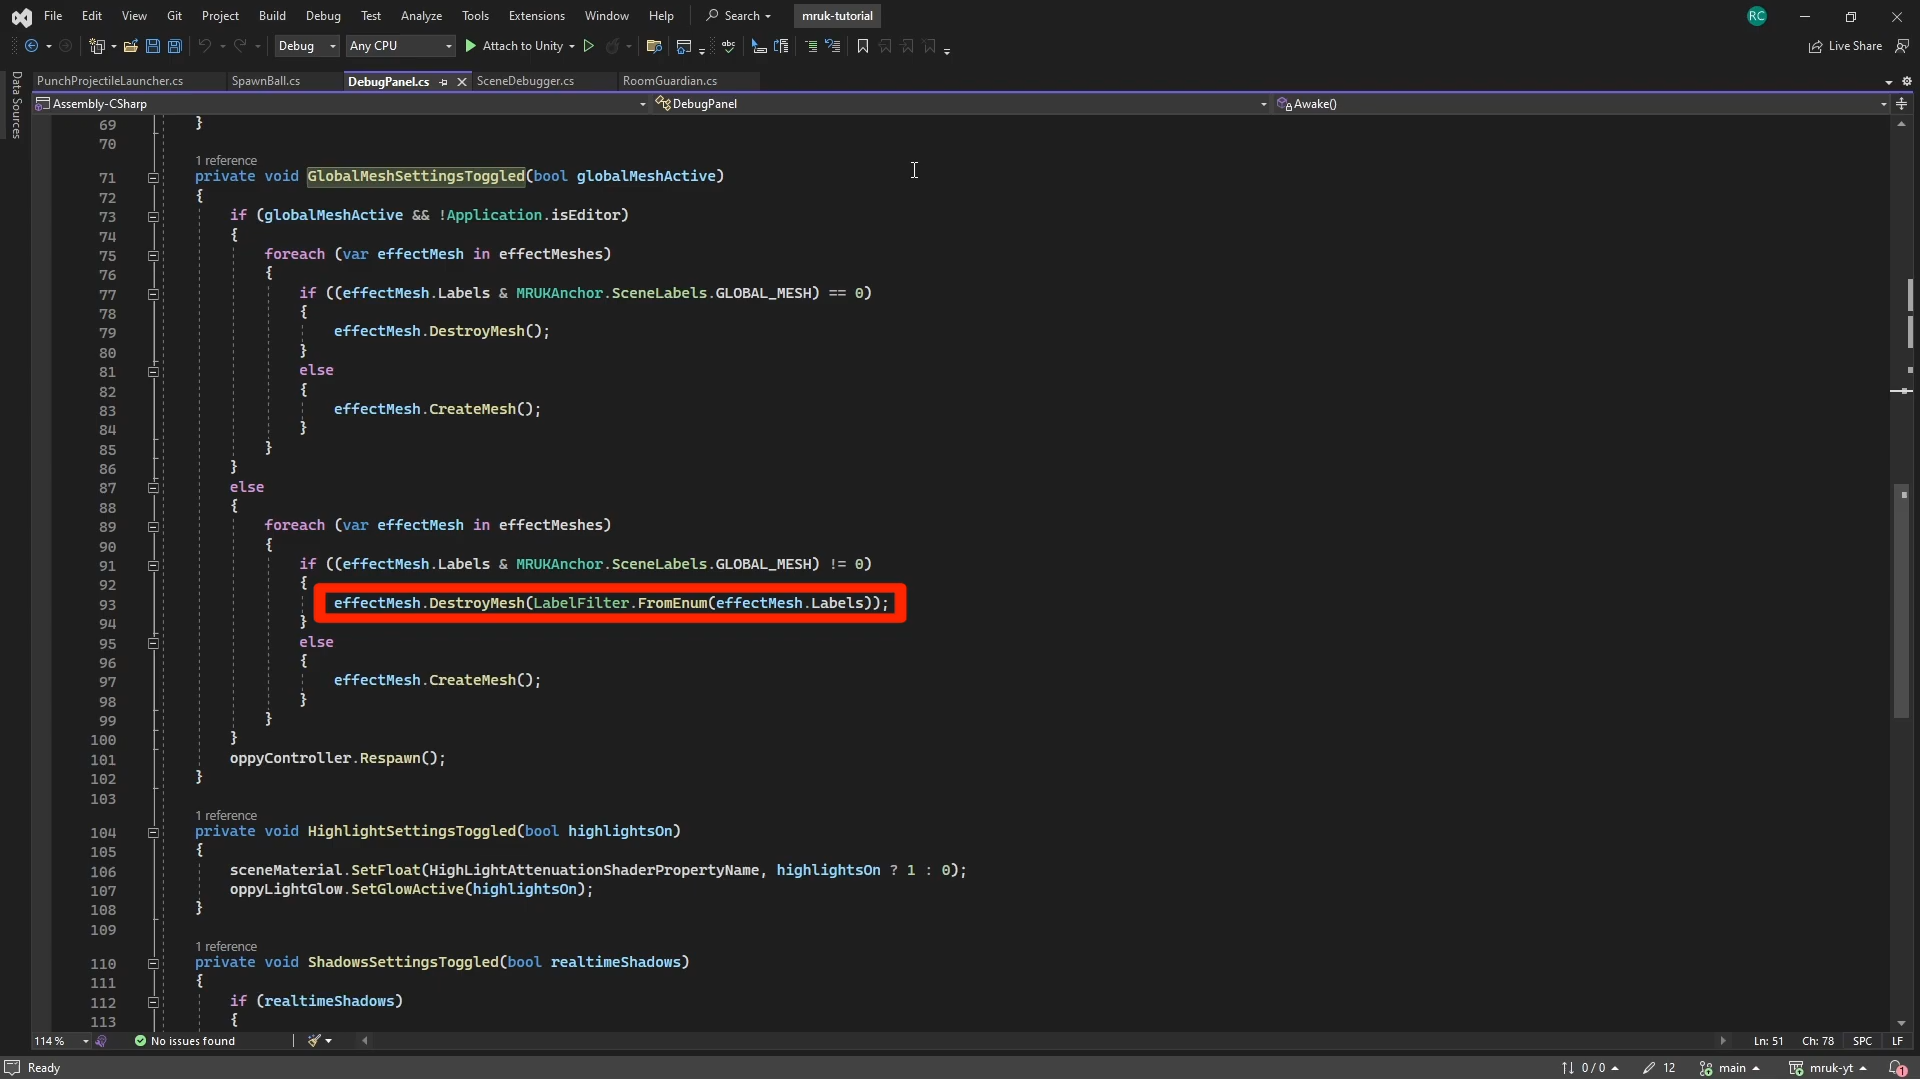 File Edit View Git Project Build Debug Test Analyze Tools Extensions Window Help Search mruk-tutorial RC
Debug Any CPU Attach to Unity Live Share
Data Sources
PunchProjectileLauncher.cs SpawnBall.cs DebugPanel.cs SceneDebugger.cs RoomGuardian.cs
Assembly-CSharp DebugPanel Awake()
69 }
70
1 reference
71 private void GlobalMeshSettingsToggled(bool globalMeshActive)
72 {
73 if (globalMeshActive && !Application.isEditor)
74 {
75 foreach (var effectMesh in effectMeshes)
76 {
77 if ((effectMesh.Labels & MRUKAnchor.SceneLabels.GLOBAL_MESH) == 0)
78 {
79 effectMesh.DestroyMesh();
80 }
81 else
82 {
83 effectMesh.CreateMesh();
84 }
85 }
86 }
87 else
88 {
89 foreach (var effectMesh in effectMeshes)
90 {
91 if ((effectMesh.Labels & MRUKAnchor.SceneLabels.GLOBAL_MESH) != 0)
92 {
93 effectMesh.DestroyMesh(LabelFilter.FromEnum(effectMesh.Labels));
94 }
95 else
96 {
97 effectMesh.CreateMesh();
98 }
99 }
100 }
101 oppyController.Respawn();
102 }
103
1 reference
104 private void HighlightSettingsToggled(bool highlightsOn)
105 {
106 sceneMaterial.SetFloat(HighLightAttenuationShaderPropertyName, highlightsOn ? 1 : 0);
107 oppyLightGlow.SetGlowActive(highlightsOn);
108 }
109
1 reference
110 private void ShadowsSettingsToggled(bool realtimeShadows)
111 {
112 if (realtimeShadows)
113 {
114 % No issues found Ln: 51 Ch: 78 SPC LF
Ready 0 / 0 12 main mruk-yt 1